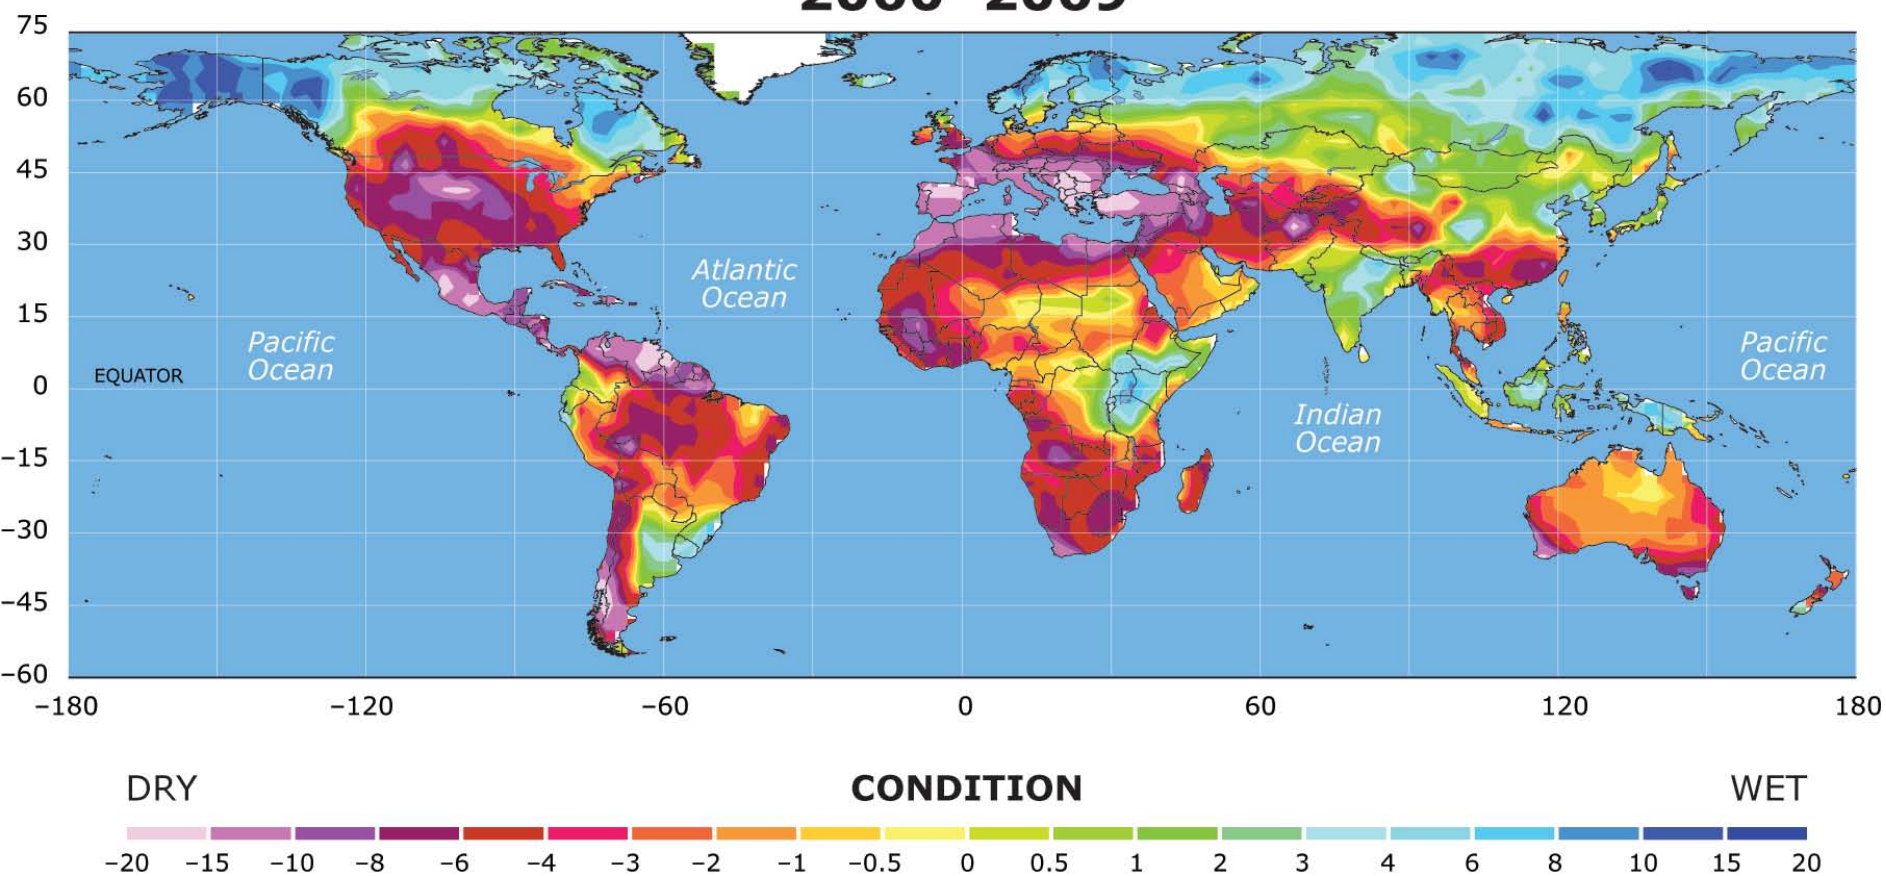 75
60
45
30
15
0
−15
−30
−45
−60
Atlantic
Ocean
Pacific
Ocean
EQUATOR
Indian
Ocean
Pacific
Ocean
−180 −120 −60 0 60 120 180
DRY CONDITION WET
−20 −15 −10 −8 −6 −4 −3 −2 −1 −0.5 0 0.5 1 2 3 4 6 8 10 15 20